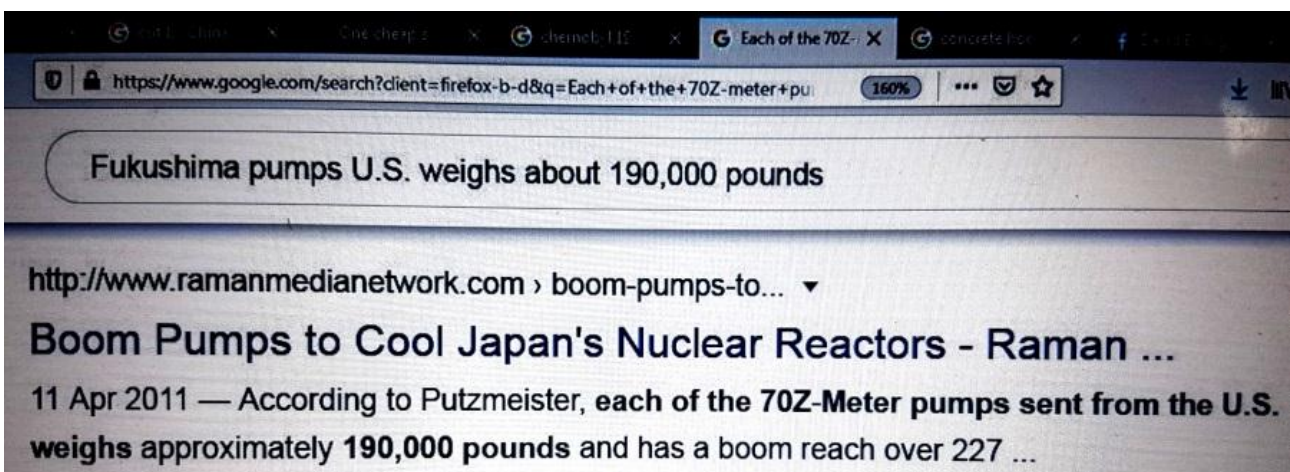 Each of the 70Z-
https://www.google.com/search?client=firefox-b-d&q=Each+of+the+70Z-meter+pu
160%
Fukushima pumps U.S. weighs about 190,000 pounds
http://www.ramanmedianetwork.com › boom-pumps-to...
Boom Pumps to Cool Japan's Nuclear Reactors - Raman ...
11 Apr 2011 — According to Putzmeister, each of the 70Z-Meter pumps sent from the U.S.
weighs approximately 190,000 pounds and has a boom reach over 227 ...